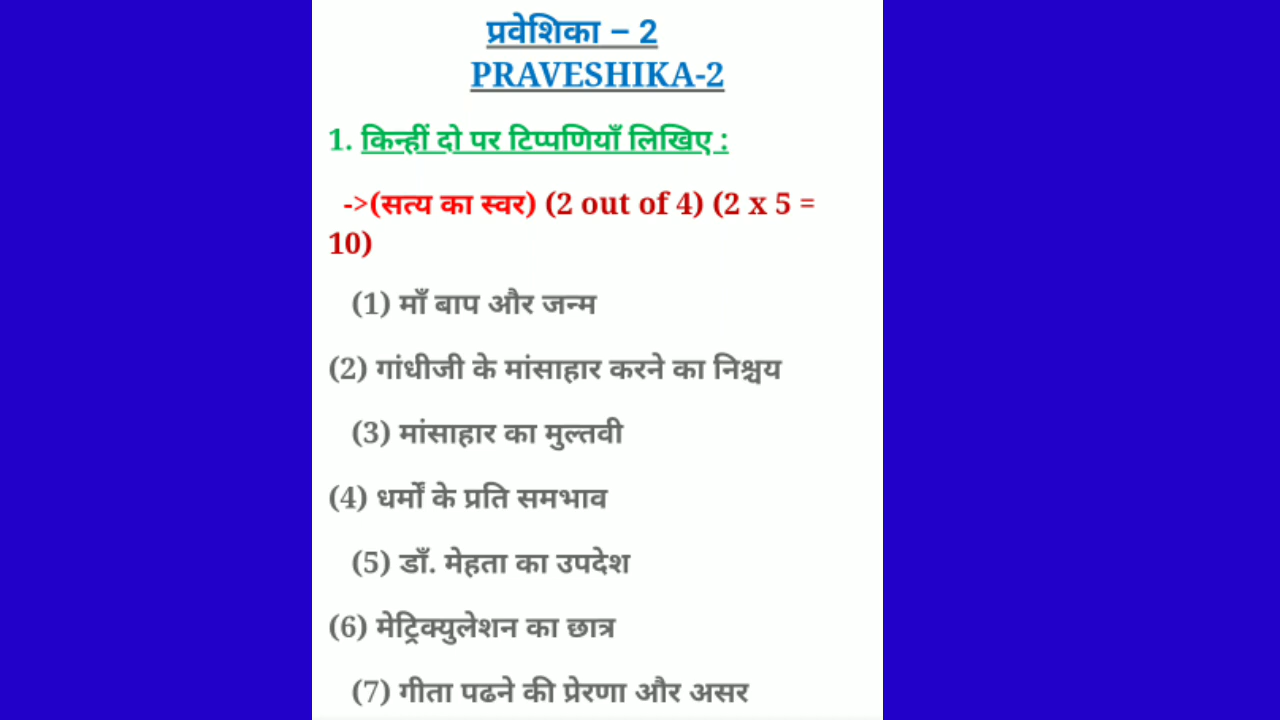 प्रवेशिका – 2
PRAVESHIKA-2
1. किन्हीं दो पर टिप्पणियाँ लिखिए :
->(सत्य का स्वर) (2 out of 4) (2 x 5 =
10)
(1) माँ बाप और जन्म
(2) गांधीजी के मांसाहार करने का निश्चय
(3) मांसाहार का मुल्तवी
(4) धर्मों के प्रति समभाव
(5) डाँ. मेहता का उपदेश
(6) मेट्रिक्युलेशन का छात्र
(7) गीता पढने की प्रेरणा और असर